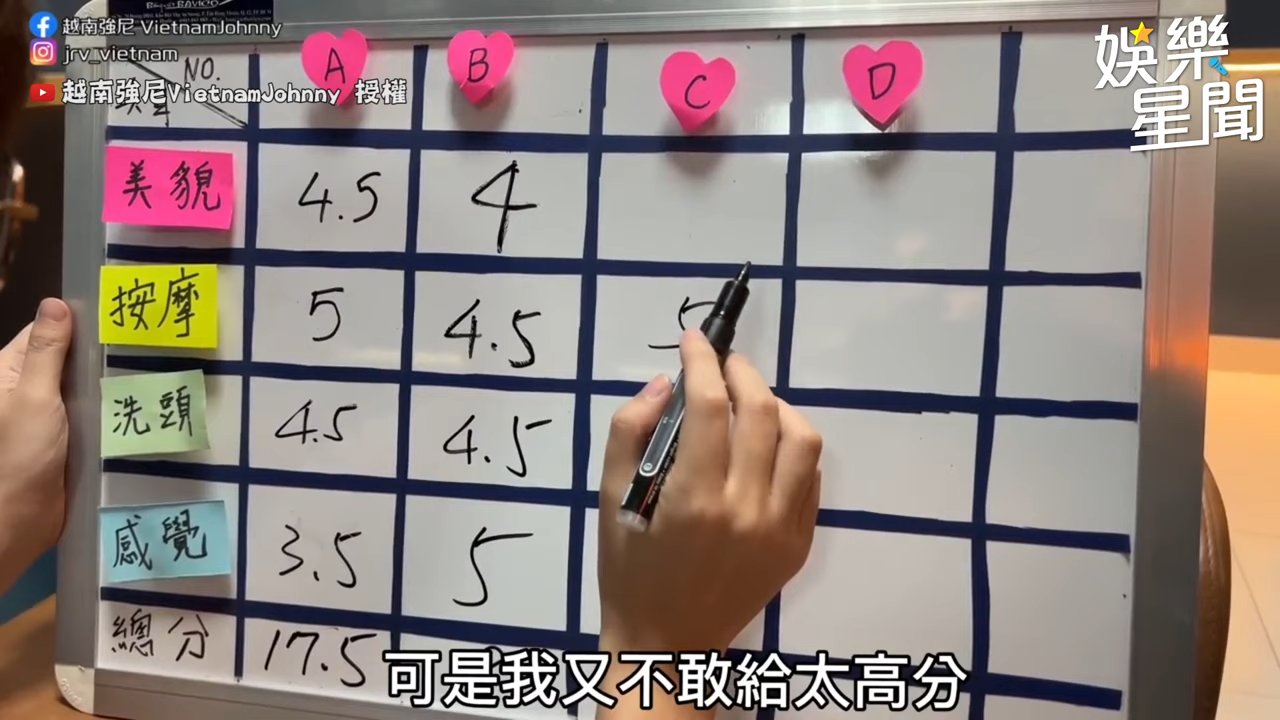 越南強尼 VietnamJohnny
jrv_vietnam
越南強尼VietnamJohnny 授權
娛樂
星聞
NO.
A B C D
美貌 4.5 4
按摩 5 4.5 5
洗頭 4.5 4.5
感覺 3.5 5
總分 17.5
可是我又不敢給太高分